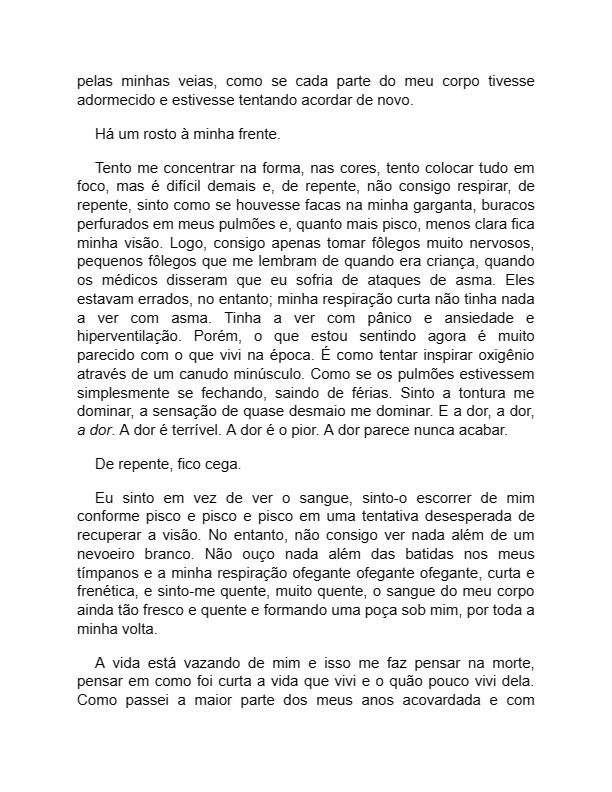 pelas minhas veias, como se cada parte do meu corpo tivesse
adormecido e estivesse tentando acordar de novo.
Há um rosto à minha frente.
Tento me concentrar na forma, nas cores, tento colocar tudo em
foco, mas é difícil demais e, de repente, não consigo respirar, de
repente, sinto como se houvesse facas na minha garganta, buracos
perfurados em meus pulmões e, quanto mais pisco, menos clara fica
minha visão. Logo, consigo apenas tomar fôlegos muito nervosos,
pequenos fôlegos que me lembram de quando era criança, quando
os médicos disseram que eu sofria de ataques de asma. Eles
estavam errados, no entanto; minha respiração curta não tinha nada
a ver com asma. Tinha a ver com pânico e ansiedade e
hiperventilação. Porém, o que estou sentindo agora é muito
parecido com o que vivi na época. É como tentar inspirar oxigênio
através de um canudo minúsculo. Como se os pulmões estivessem
simplesmente se fechando, saindo de férias. Sinto a tontura me
dominar, a sensação de quase desmaio me dominar. E a dor, a dor,
a dor. A dor é terrível. A dor é o pior. A dor parece nunca acabar.
De repente, fico cega.
Eu sinto em vez de ver o sangue, sinto-o escorrer de mim
conforme pisco e pisco e pisco em uma tentativa desesperada de
recuperar a visão. No entanto, não consigo ver nada além de um
nevoeiro branco. Não ouço nada além das batidas nos meus
tímpanos e a minha respiração ofegante ofegante ofegante, curta e
frenética, e sinto-me quente, muito quente, o sangue do meu corpo
ainda tão fresco e quente e formando uma poça sob mim, por toda a
minha volta.
A vida está vazando de mim e isso me faz pensar na morte,
pensar em como foi curta a vida que vivi e o quão pouco vivi dela.
Como passei a maior parte dos meus anos acovardada e com